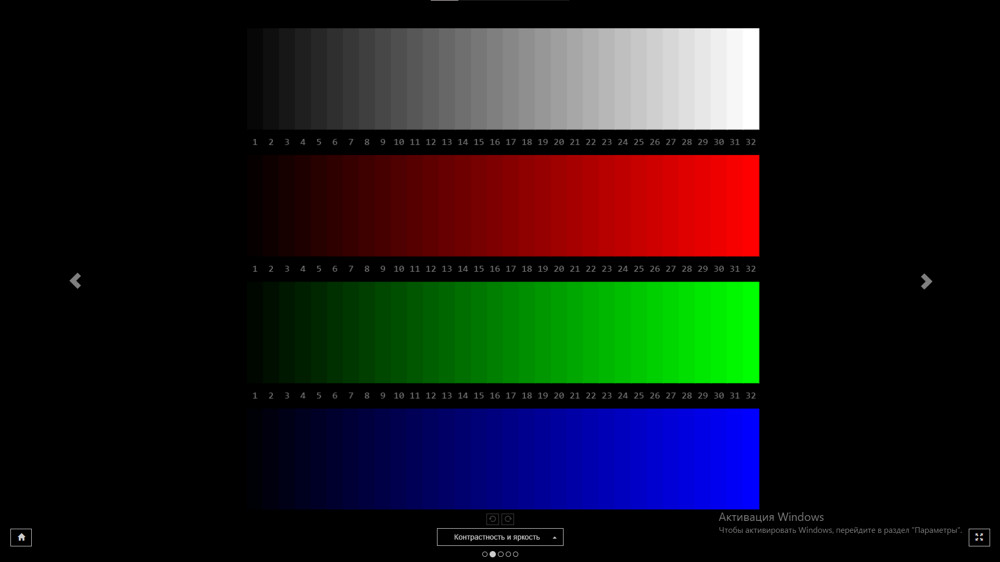 1 2 3 4 5 6 7 8 9 10 11 12 13 14 15 16 17 18 19 20 21 22 23 24 25 26 27 28 29 30 31 32
1 2 3 4 5 6 7 8 9 10 11 12 13 14 15 16 17 18 19 20 21 22 23 24 25 26 27 28 29 30 31 32
1 2 3 4 5 6 7 8 9 10 11 12 13 14 15 16 17 18 19 20 21 22 23 24 25 26 27 28 29 30 31 32
Активация Windows
Чтобы активировать Windows, перейдите в раздел "Параметры".
Контрастность и яркость